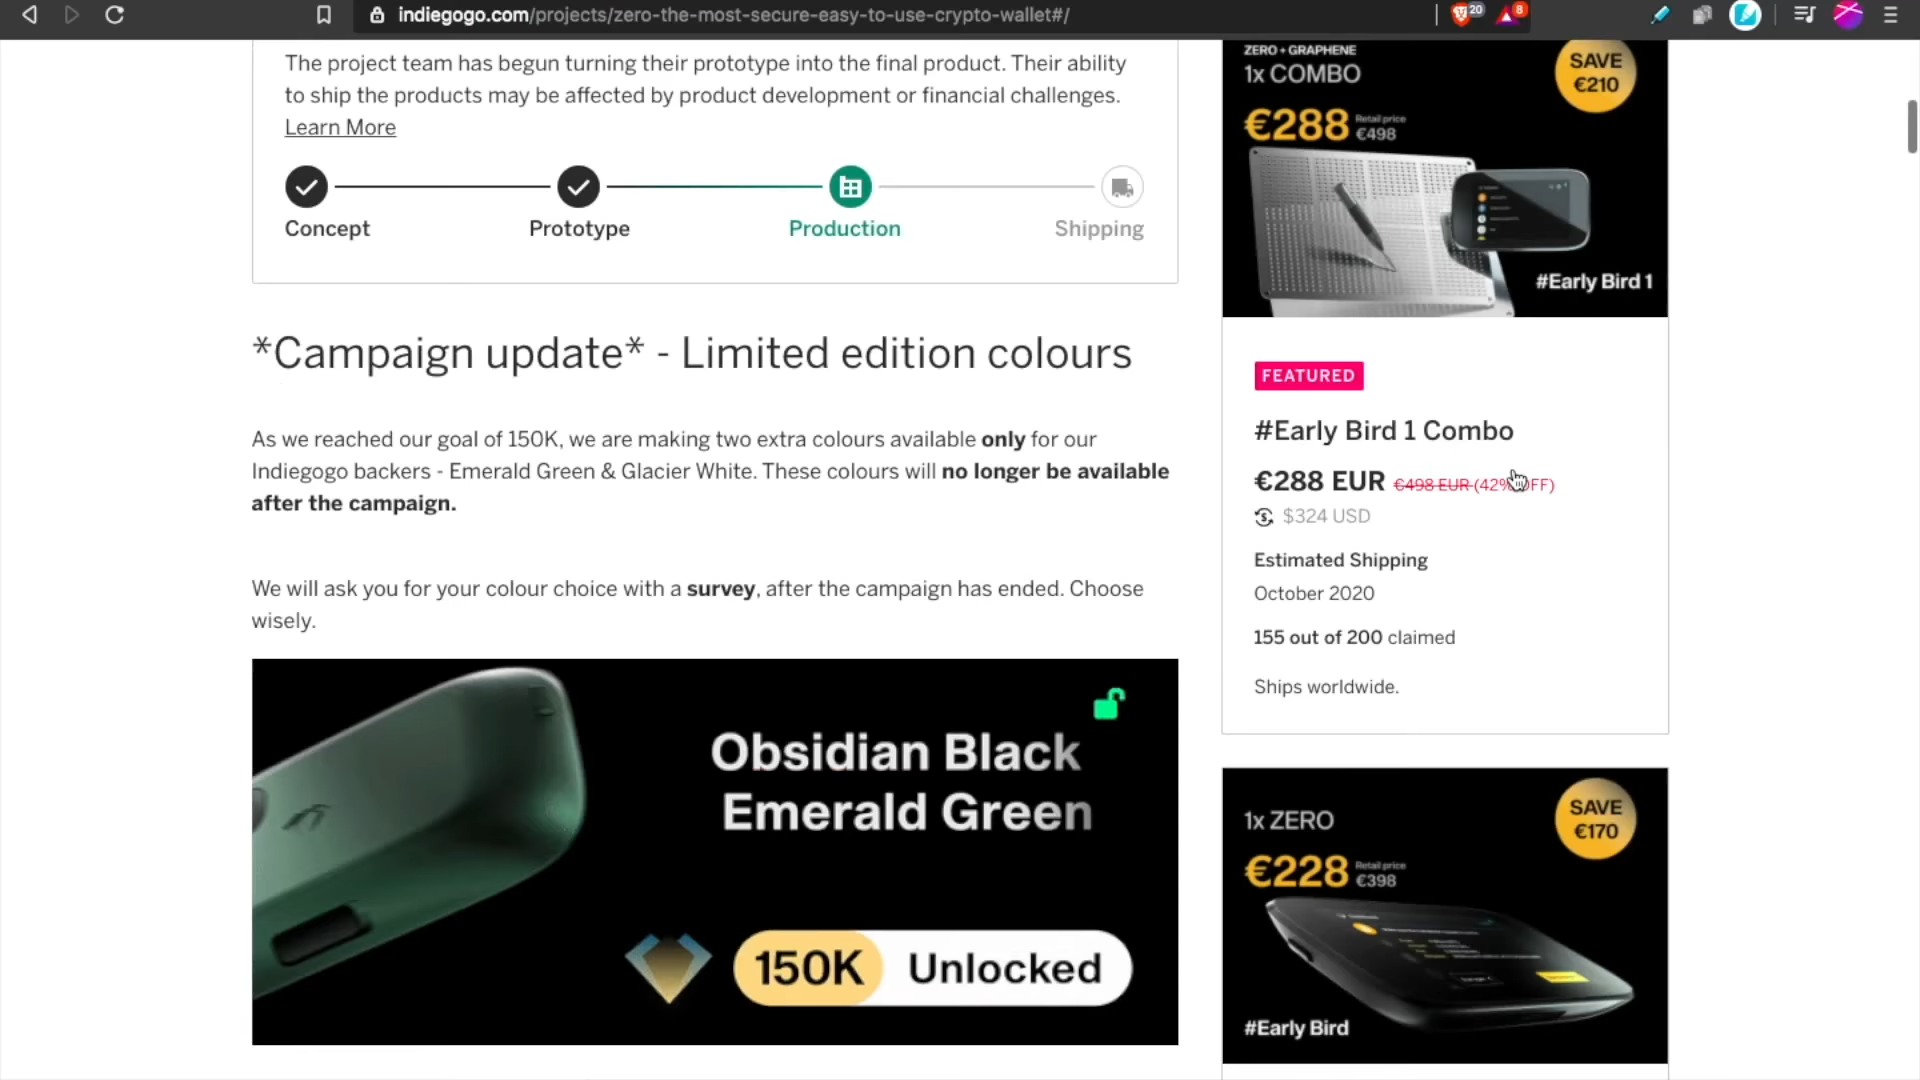 indiegogo.com/projects/zero-the-most-secure-easy-to-use-crypto-wallet#/
20
8
The project team has begun turning their prototype into the final product. Their ability
to ship the products may be affected by product development or financial challenges.
Learn More
Concept
Prototype
Production
Shipping
*Campaign update* - Limited edition colours
As we reached our goal of 150K, we are making two extra colours available only for our
Indiegogo backers - Emerald Green & Glacier White. These colours will no longer be available
after the campaign.
We will ask you for your colour choice with a survey, after the campaign has ended. Choose
wisely.
Obsidian Black
Emerald Green
150K Unlocked
ZERO + GRAPHENE
1x COMBO
SAVE
€210
€288
Retail price
€498
#Early Bird 1
FEATURED
#Early Bird 1 Combo
€288 EUR €498 EUR (42% OFF)
$324 USD
Estimated Shipping
October 2020
155 out of 200 claimed
Ships worldwide.
1x ZERO
SAVE
€170
€228
Retail price
€398
#Early Bird